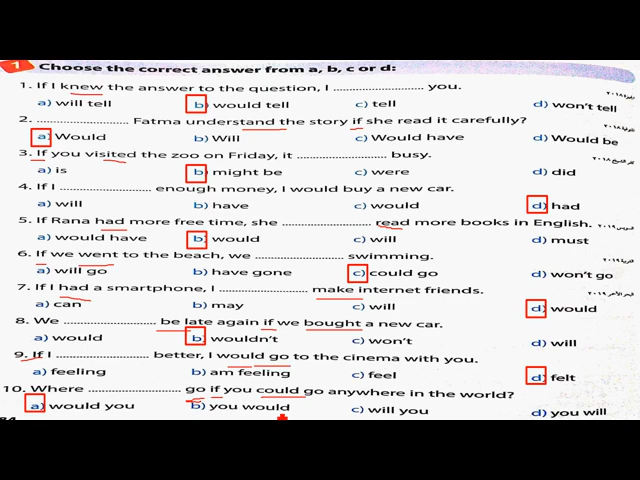 1 Choose the correct answer from a, b, c or d:
1. If I knew the answer to the question, I ........................ you.
a) will tell b) would tell c) tell d) won't tell
2. ........................ Fatma understand the story if she read it carefully?
a) Would b) Will c) Would have d) Would be
3. If you visited the zoo on Friday, it ........................ busy.
a) is b) might be c) were d) did
4. If I ........................ enough money, I would buy a new car.
a) will b) have c) would d) had
5. If Rana had more free time, she ........................ read more books in English.
a) would have b) would c) will d) must
6. If we went to the beach, we ........................ swimming.
a) will go b) have gone c) could go d) won't go
7. If I had a smartphone, I ........................ make internet friends.
a) can b) may c) will d) would
8. We ........................ be late again if we bought a new car.
a) would b) wouldn't c) won't d) will
9. If I ........................ better, I would go to the cinema with you.
a) feeling b) am feeling c) feel d) felt
10. Where ........................ go if you could go anywhere in the world?
a) would you b) you would c) will you d) you will